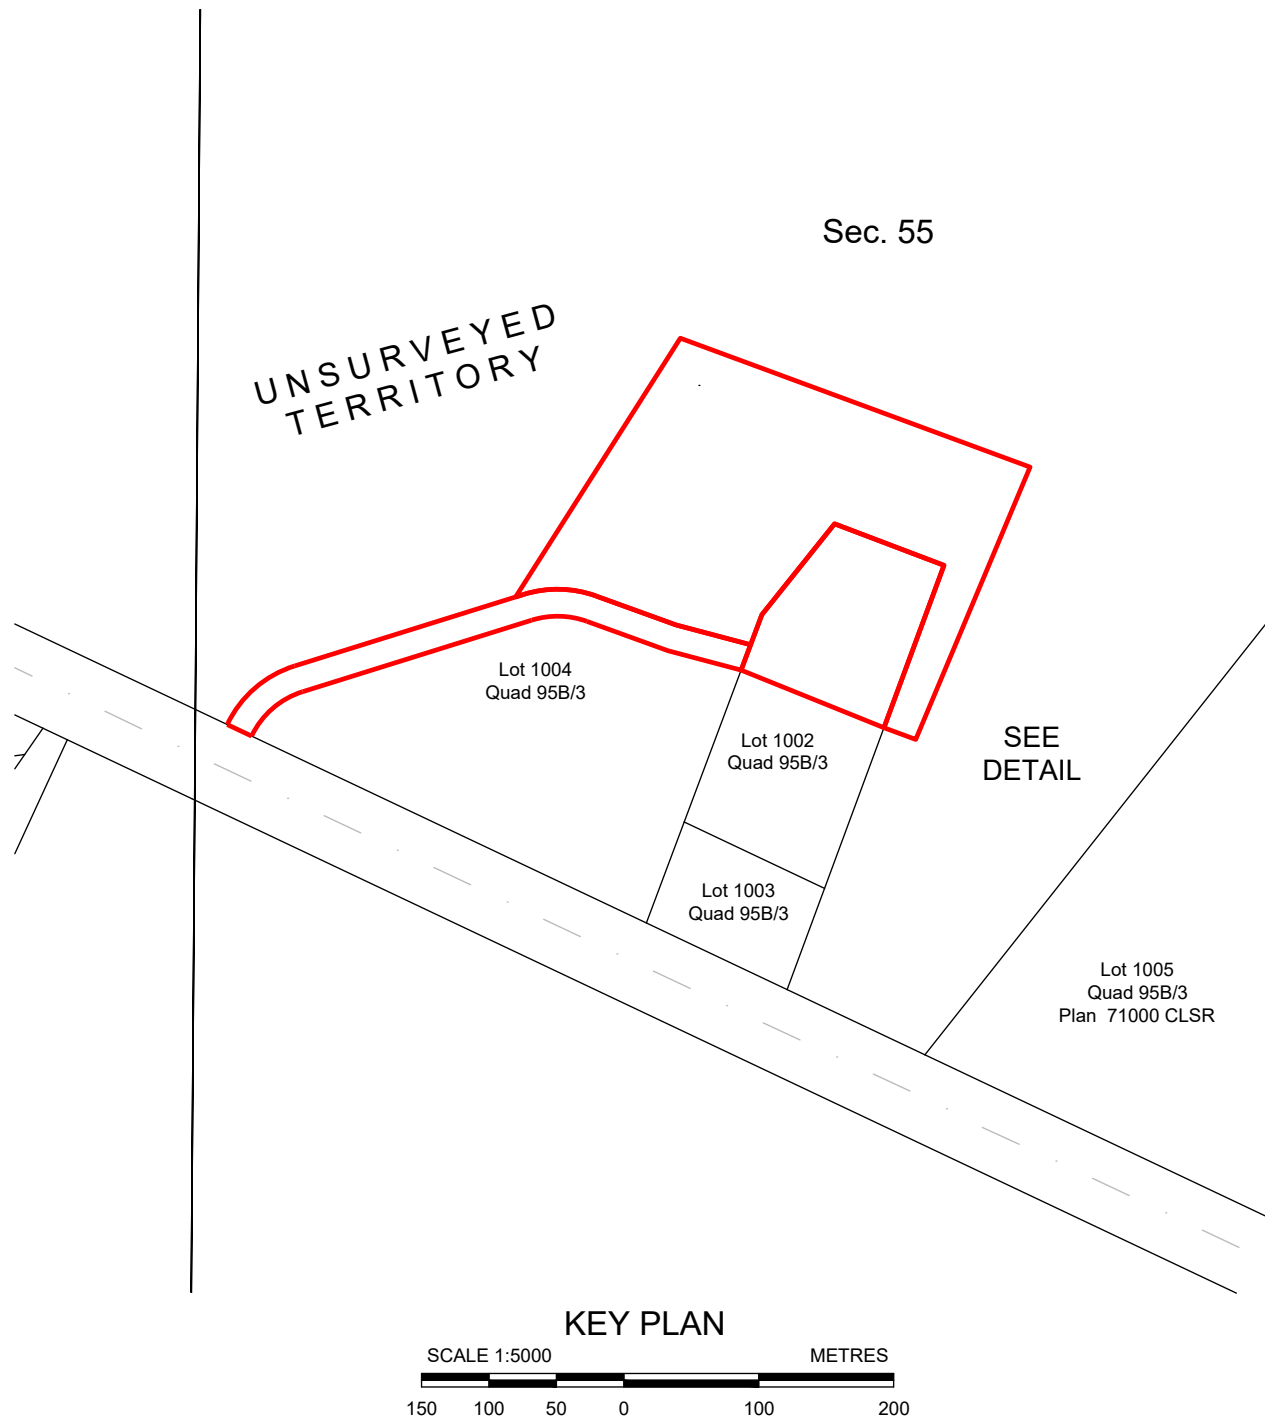 Sec. 55
UNSURVEYED
TERRITORY
Lot 1004
Quad 95B/3
Lot 1002
Quad 95B/3
SEE
DETAIL
Lot 1003
Quad 95B/3
Lot 1005
Quad 95B/3
Plan 71000 CLSR
KEY PLAN
SCALE 1:5000 METRES
150 100 50 0 100 200